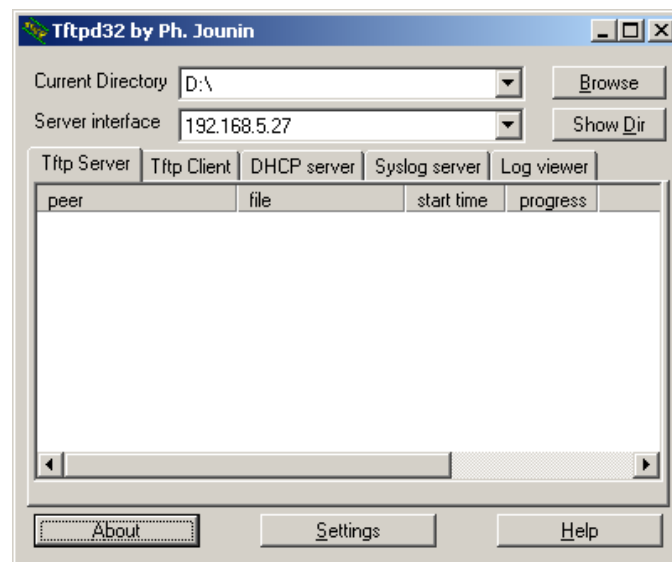 Tftpd32 by Ph. Jounin
Current Directory D:\ Browse
Server interface 192.168.5.27 Show Dir
Tftp Server Tftp Client DHCP server Syslog server Log viewer
peer file start time progress
About Settings Help